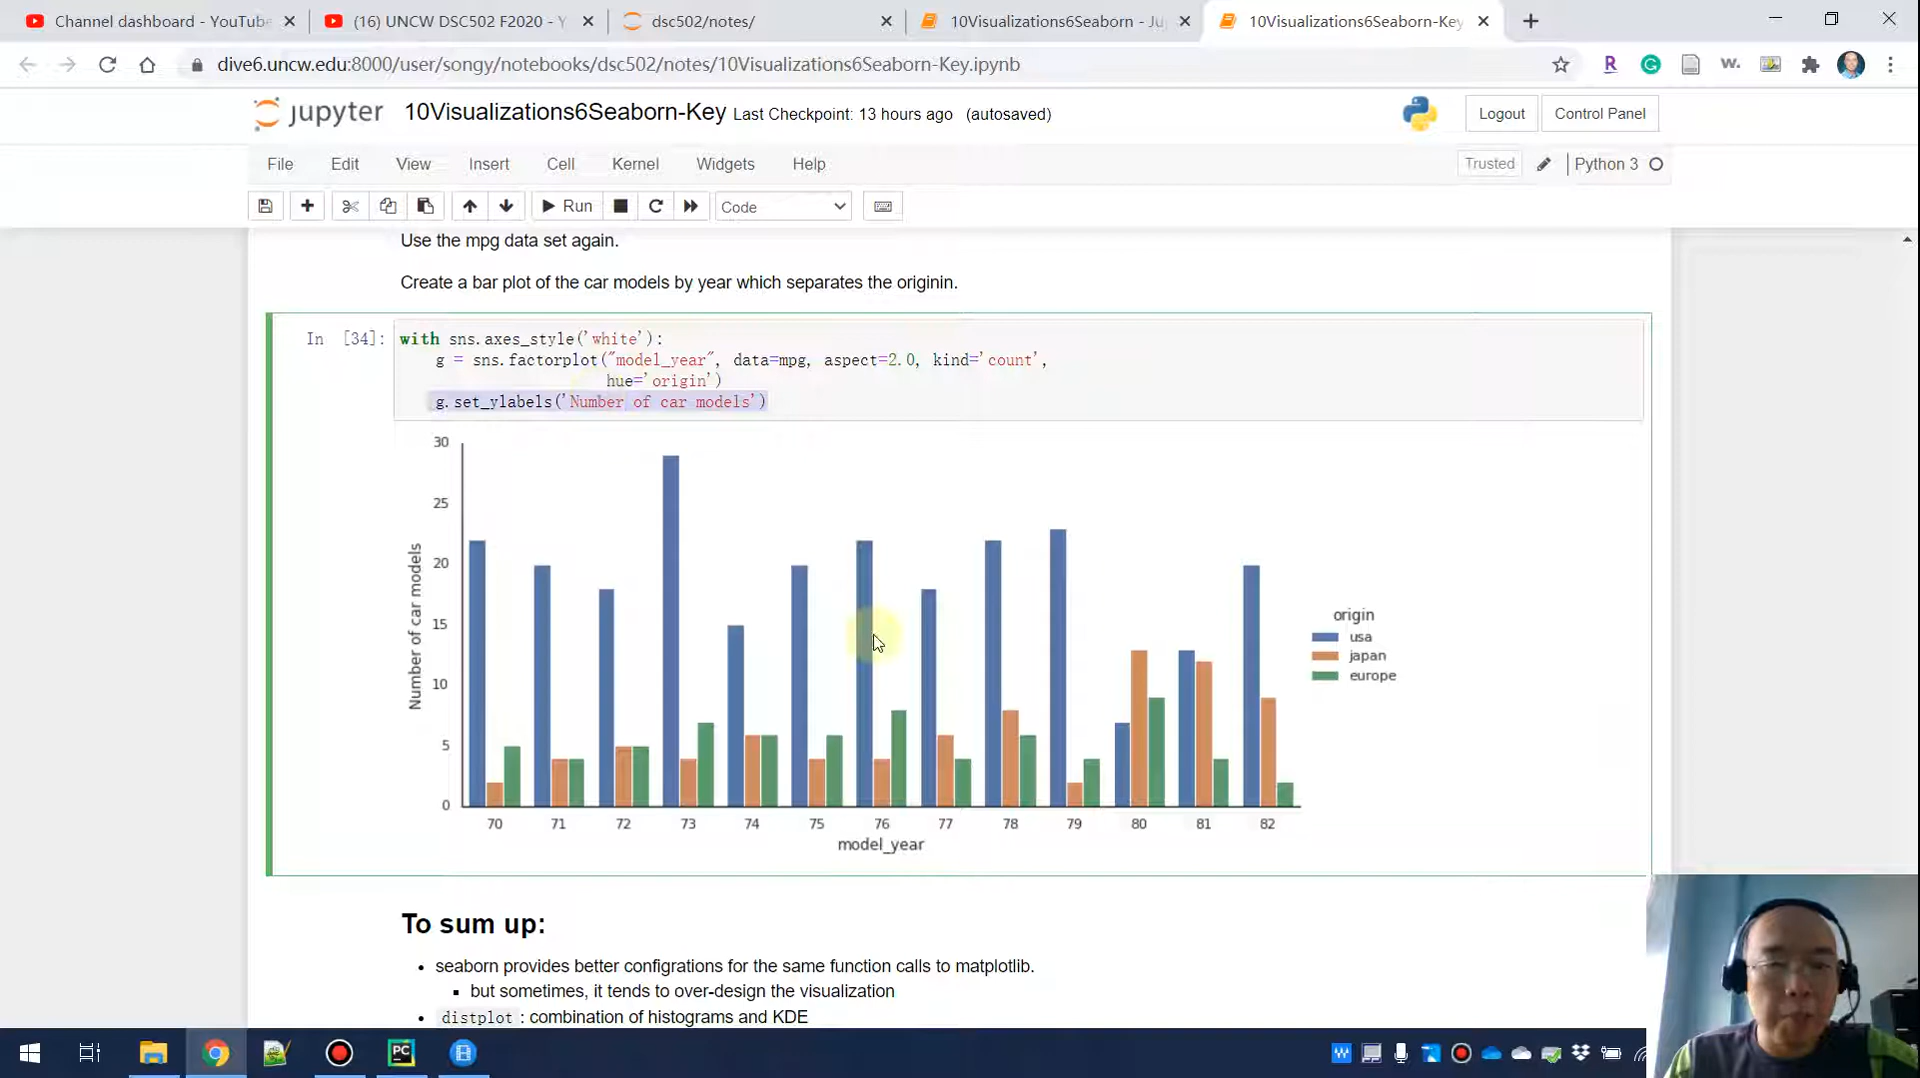 Channel dashboard - YouTube
(16) UNCW DSC502 F2020 - Y
dsc502/notes/
10Visualizations6Seaborn - Ju
10Visualizations6Seaborn-Key
dive6.uncw.edu:8000/user/songy/notebooks/dsc502/notes/10Visualizations6Seaborn-Key.ipynb
jupyter 10Visualizations6Seaborn-Key Last Checkpoint: 13 hours ago (autosaved)
Logout Control Panel
File Edit View Insert Cell Kernel Widgets Help
Trusted Python 3
Run Code
Use the mpg data set again.
Create a bar plot of the car models by year which separates the originin.
In [34]: with sns.axes_style('white'):
g = sns.factorplot("model_year", data=mpg, aspect=2.0, kind='count',
hue='origin')
g.set_ylabels('Number of car models')
30
25
20
15
10
5
0
Number of car models
origin
usa
japan
europe
70 71 72 73 74 75 76 77 78 79 80 81 82
model_year
To sum up:
seaborn provides better configrations for the same function calls to matplotlib.
but sometimes, it tends to over-design the visualization
distplot : combination of histograms and KDE